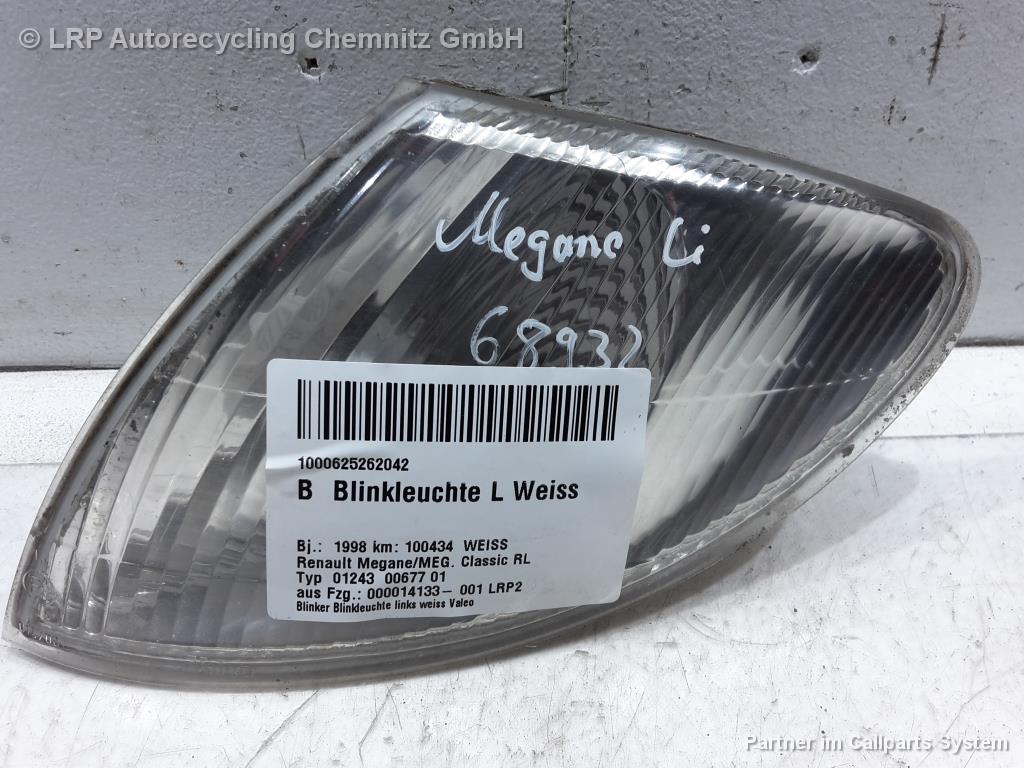 © LRP Autorecycling Chemnitz GmbH
Megane Li
68932
1000625262042
B Blinkleuchte L Weiss
Bj.: 1998 km: 100434 WEISS
Renault Megane/MEG. Classic RL
Typ 01243 00677 01
aus Fzg.: 000014133- 001 LRP2
Blinker Blinkleuchte links weiss Valeo
Partner im Callparts System